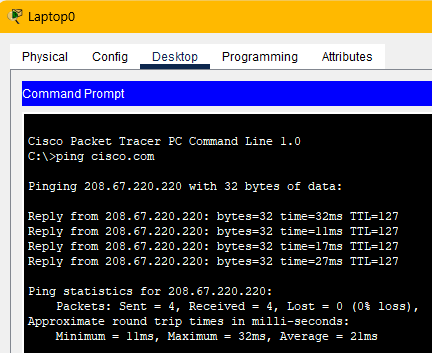 Laptop0
Physical Config Desktop Programming Attributes
Command Prompt
Cisco Packet Tracer PC Command Line 1.0
C:\>ping cisco.com
Pinging 208.67.220.220 with 32 bytes of data:
Reply from 208.67.220.220: bytes=32 time=32ms TTL=127
Reply from 208.67.220.220: bytes=32 time=11ms TTL=127
Reply from 208.67.220.220: bytes=32 time=17ms TTL=127
Reply from 208.67.220.220: bytes=32 time=27ms TTL=127
Ping statistics for 208.67.220.220:
Packets: Sent = 4, Received = 4, Lost = 0 (0% loss),
Approximate round trip times in milli-seconds:
Minimum = 11ms, Maximum = 32ms, Average = 21ms